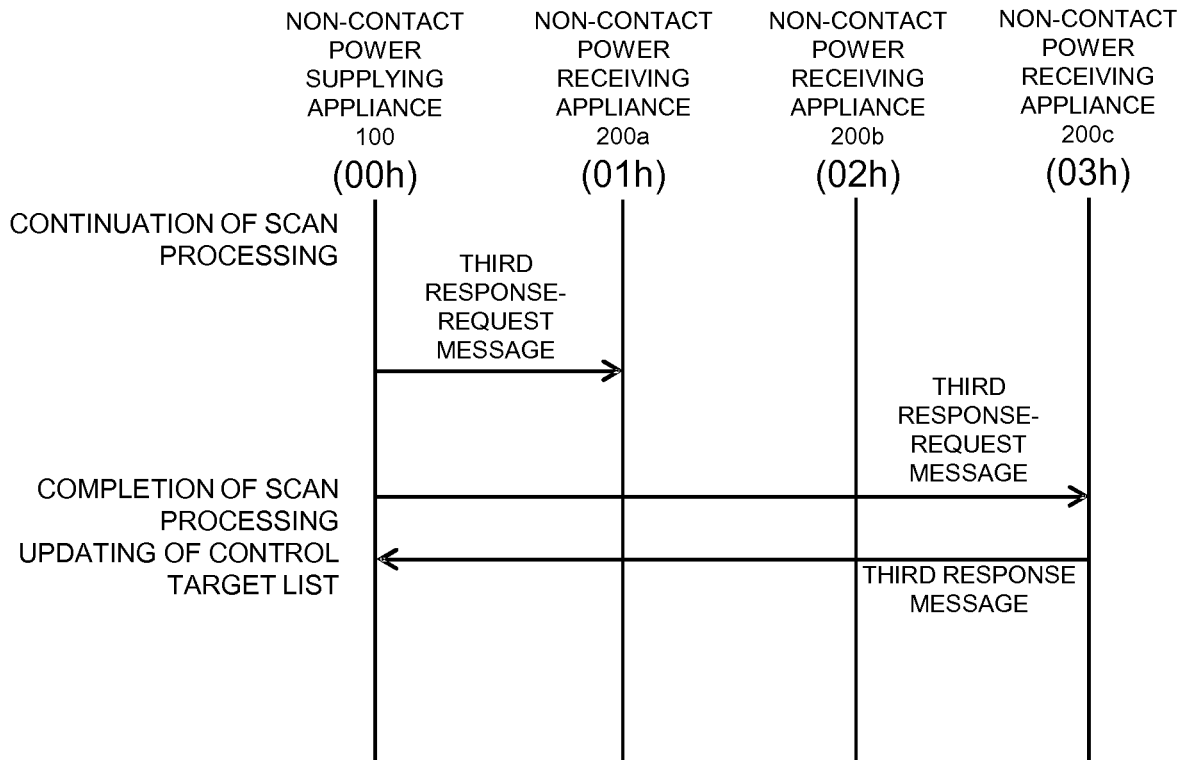 NON-CONTACT
POWER
SUPPLYING
APPLIANCE
100
(00h)
NON-CONTACT
POWER
RECEIVING
APPLIANCE
200a
(01h)
NON-CONTACT
POWER
RECEIVING
APPLIANCE
200b
(02h)
NON-CONTACT
POWER
RECEIVING
APPLIANCE
200c
(03h)
CONTINUATION OF SCAN
PROCESSING
THIRD
RESPONSE-
REQUEST
MESSAGE
THIRD
RESPONSE-
REQUEST
MESSAGE
COMPLETION OF SCAN
PROCESSING
UPDATING OF CONTROL
TARGET LIST
THIRD RESPONSE
MESSAGE